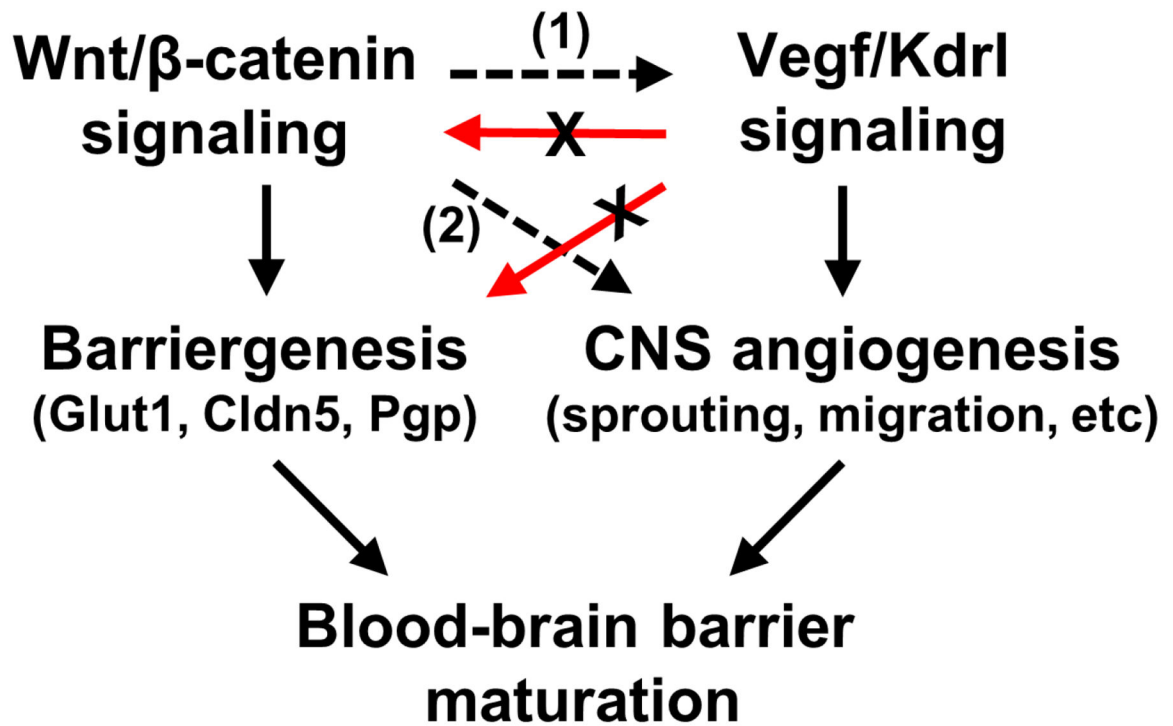 (1)
Wnt/β-catenin
signaling
Vegf/Kdrl
signaling
X
X
(2)
Barriergenesis
(Glut1, Cldn5, Pgp)
CNS angiogenesis
(sprouting, migration, etc)
Blood-brain barrier
maturation